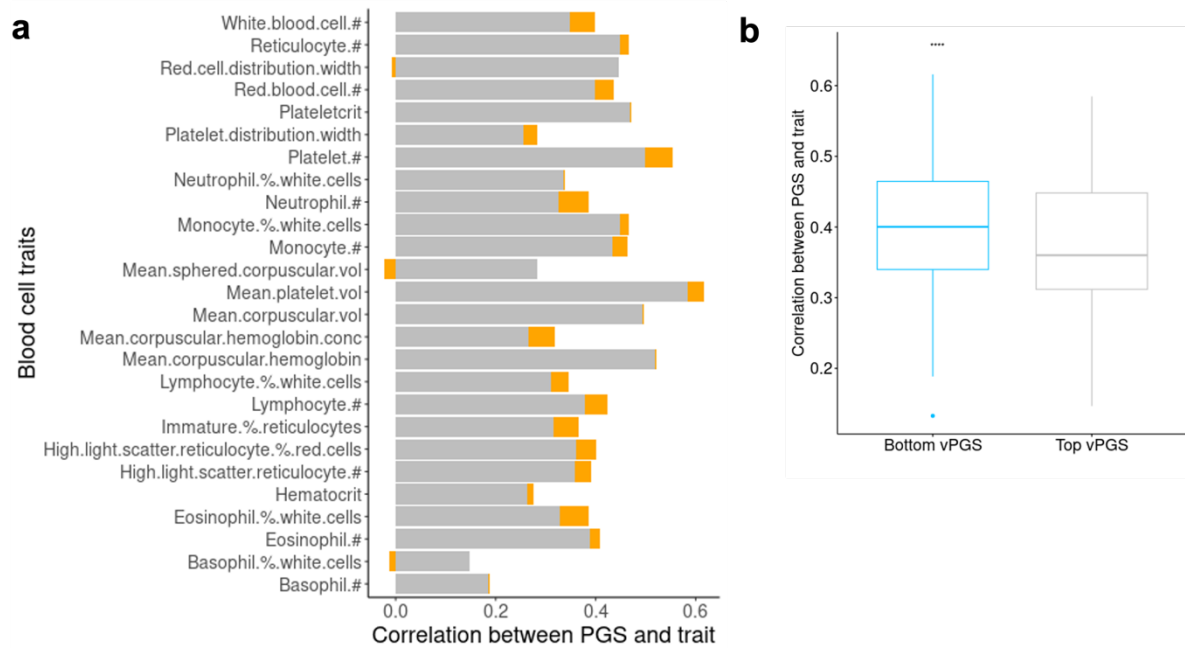 a
Blood cell traits
White.blood.cell.#
Reticulocyte.#
Red.cell.distribution.width
Red.blood.cell.#
Plateletcrit
Platelet.distribution.width
Platelet.#
Neutrophil.%.white.cells
Neutrophil.#
Monocyte.%.white.cells
Monocyte.#
Mean.sphered.corpuscular.vol
Mean.platelet.vol
Mean.corpuscular.vol
Mean.corpuscular.hemoglobin.conc
Mean.corpuscular.hemoglobin
Lymphocyte.%.white.cells
Lymphocyte.#
Immature.%.reticulocytes
High.light.scatter.reticulocyte.%.red.cells
High.light.scatter.reticulocyte.#
Hematocrit
Eosinophil.%.white.cells
Eosinophil.#
Basophil.%.white.cells
Basophil.#
0.0 0.2 0.4 0.6
Correlation between PGS and trait
b
Correlation between PGS and trait
****
0.6
0.5
0.4
0.3
0.2
Bottom vPGS Top vPGS